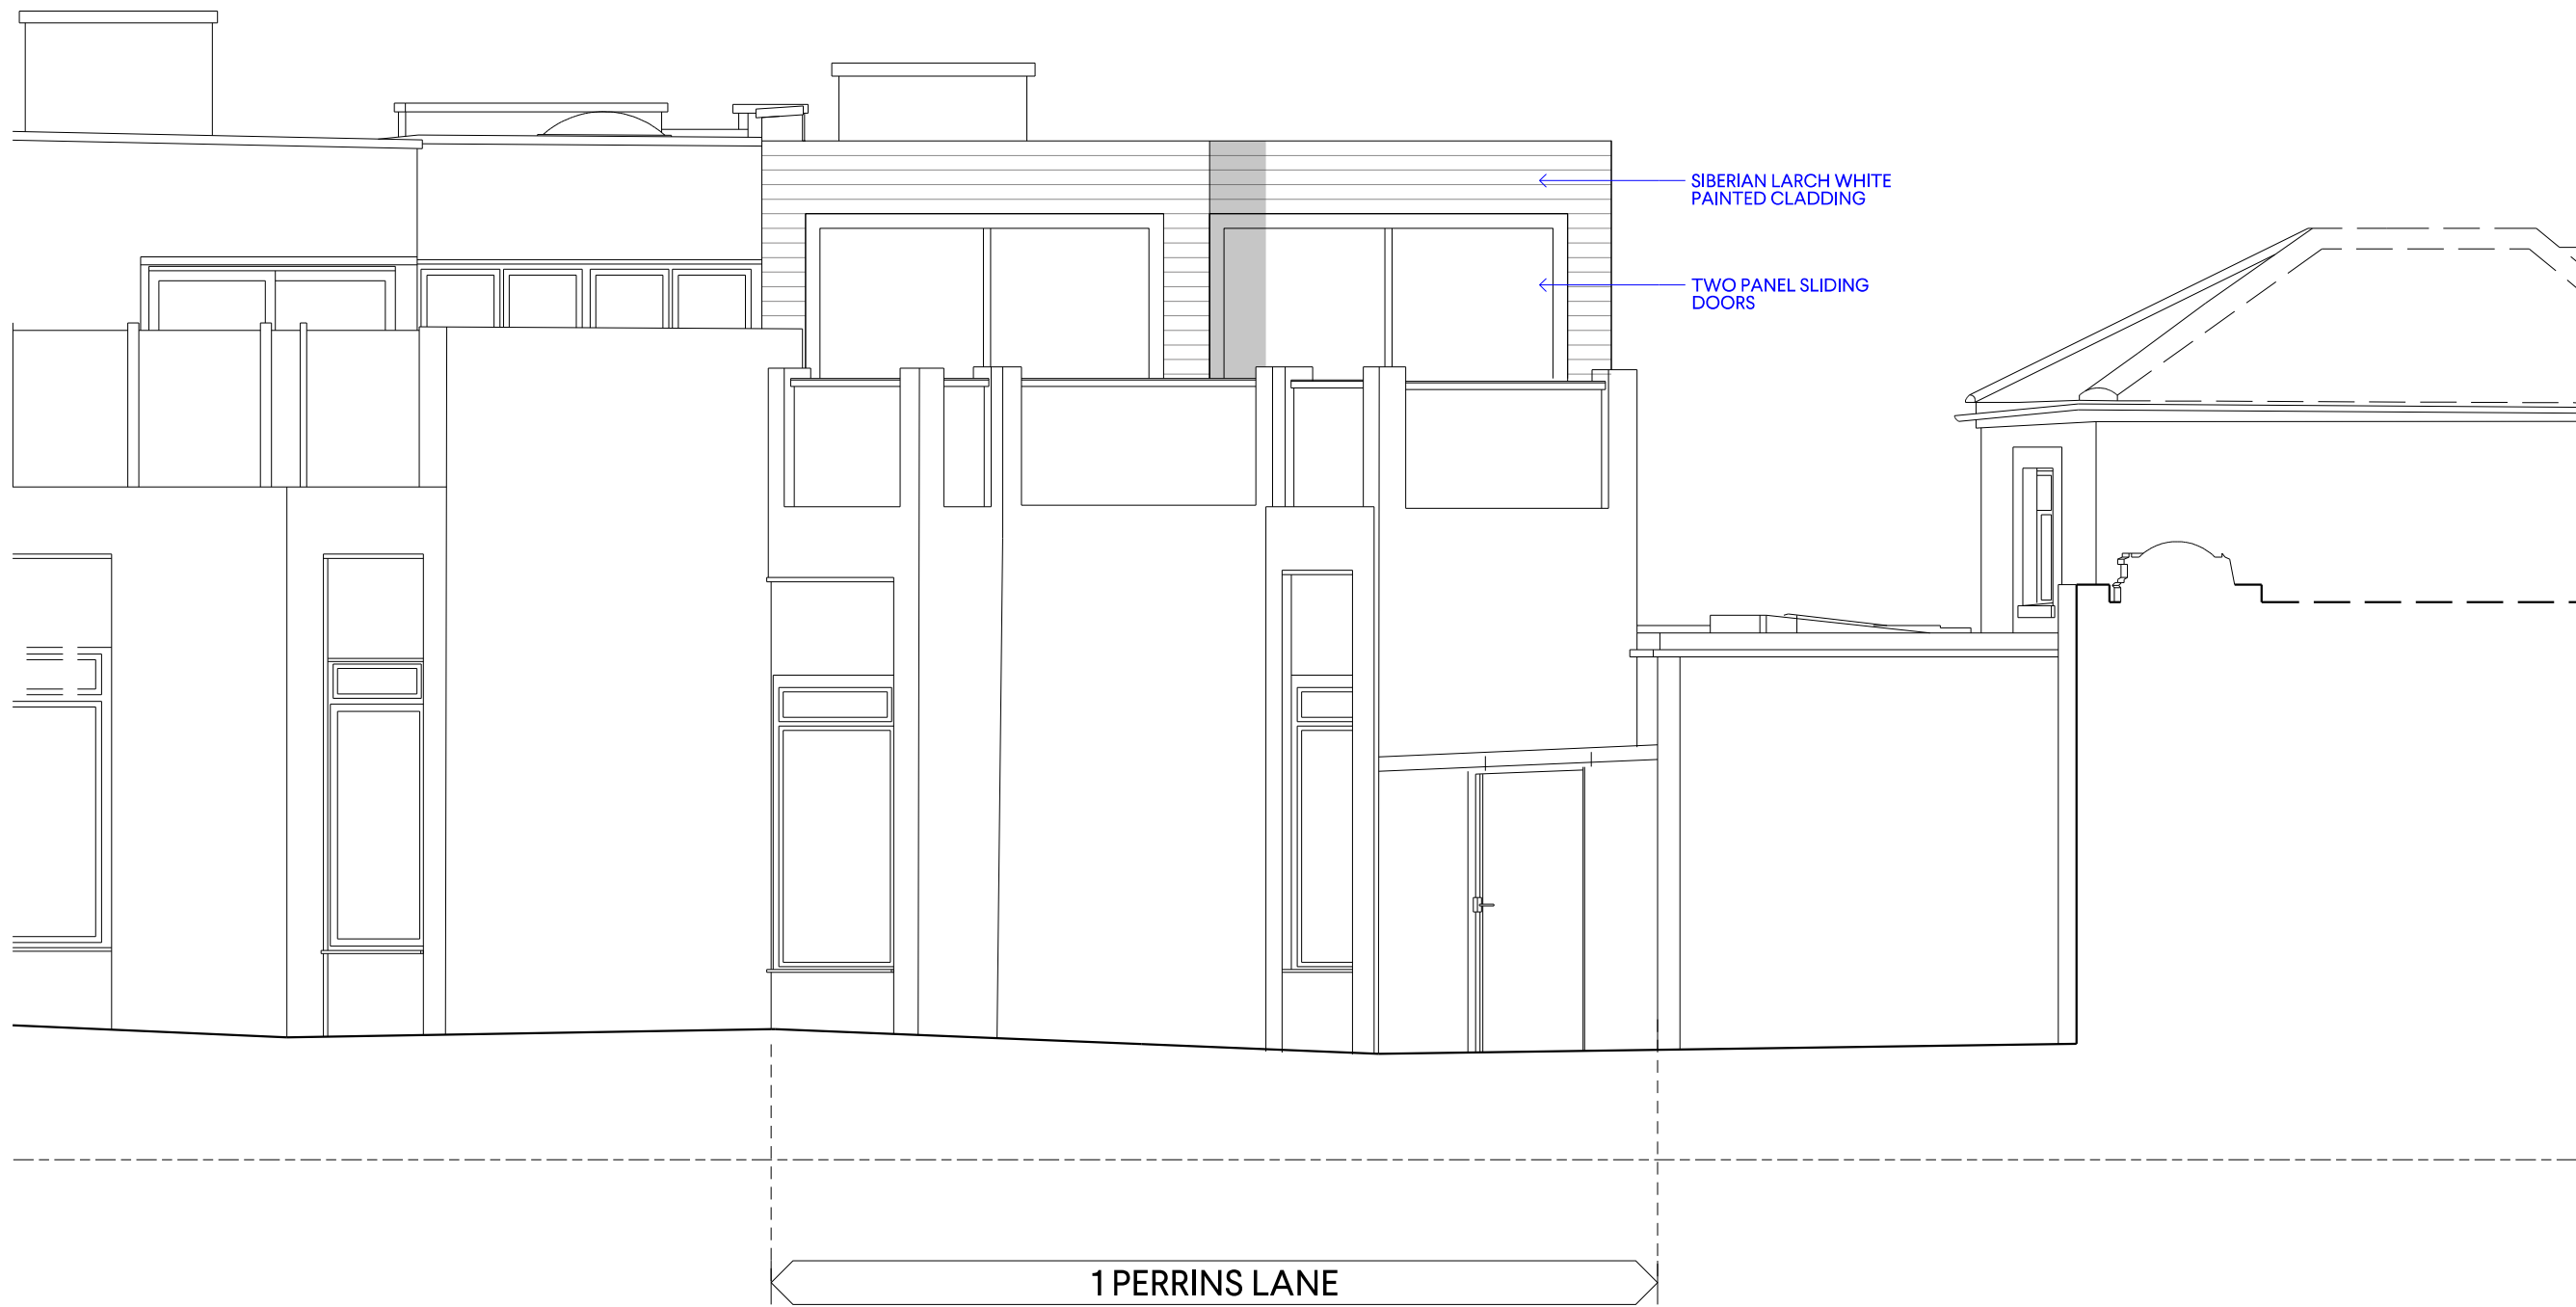 SIBERIAN LARCH WHITE
PAINTED CLADDING
TWO PANEL SLIDING
DOORS
1 PERRINS LANE